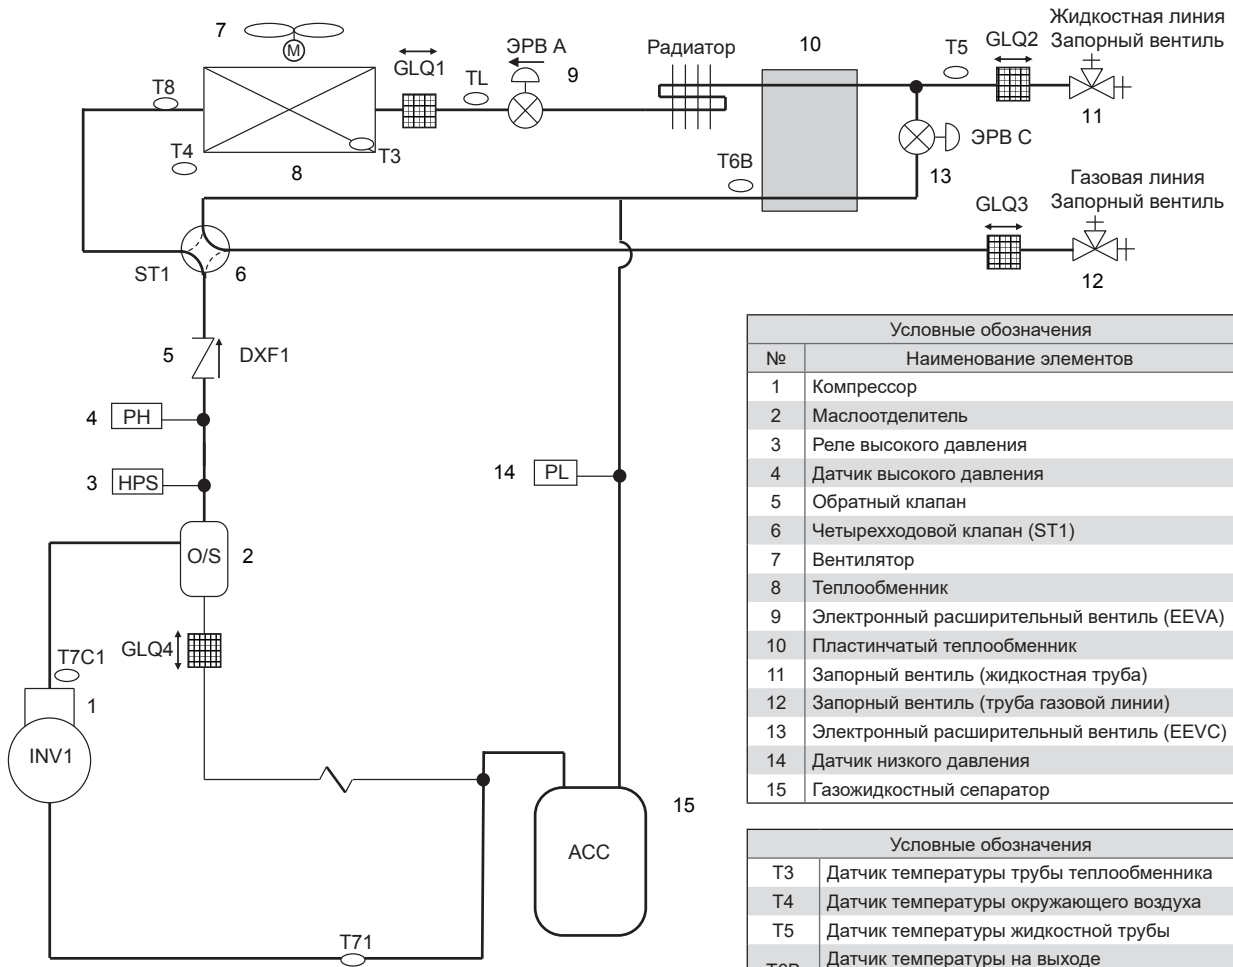 Жидкостная линия
Запорный вентиль
7
M
ЭРВ A
9
Радиатор
10
T5
GLQ2
GLQ1
TL
T8
11
T4
T3
8
T6B
ЭРВ C
13
Газовая линия
Запорный вентиль
GLQ3
ST1
6
12
5
DXF1
4
PH
3
HPS
14
PL
O/S
2
GLQ4
T7C1
1
INV1
15
ACC
T71
Условные обозначения
№ Наименование элементов
1 Компрессор
2 Маслоотделитель
3 Реле высокого давления
4 Датчик высокого давления
5 Обратный клапан
6 Четырехходовой клапан (ST1)
7 Вентилятор
8 Теплообменник
9 Электронный расширительный вентиль (EEVA)
10 Пластинчатый теплообменник
11 Запорный вентиль (жидкостная труба)
12 Запорный вентиль (труба газовой линии)
13 Электронный расширительный вентиль (EEVC)
14 Датчик низкого давления
15 Газожидкостный сепаратор
Условные обозначения
T3 Датчик температуры трубы теплообменника
T4 Датчик температуры окружающего воздуха
T5 Датчик температуры жидкостной трубы
Датчик температуры на выходе